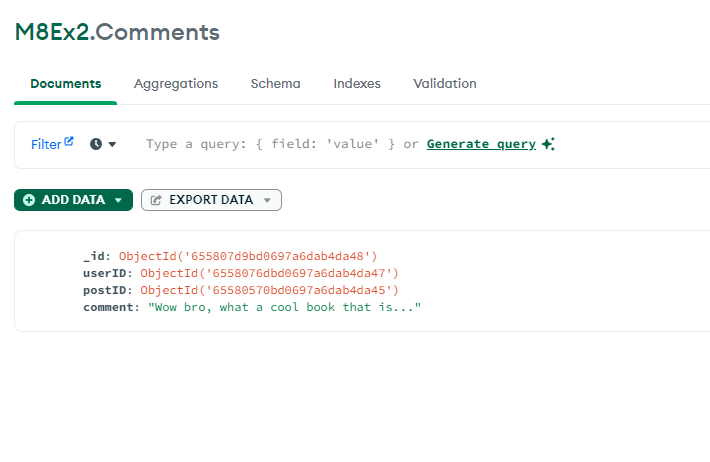 M8Ex2.Comments
Documents Aggregations Schema Indexes Validation
Filter Type a query: { field: 'value' } or Generate query
ADD DATA EXPORT DATA
_id: ObjectId('655807d9bd0697a6dab4da48')
userID: ObjectId('6558076dbd0697a6dab4da47')
postID: ObjectId('65580570bd0697a6dab4da45')
comment: "Wow bro, what a cool book that is..."